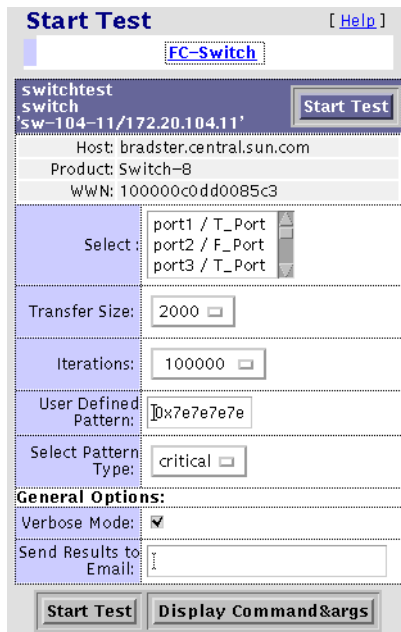 Start Test [ Help ]
FC-Switch
switchtest
switch
'sw-104-11/172.20.104.11'
Start Test
Host: bradster.central.sun.com
Product: Switch-8
WWN: 100000c0dd0085c3
Select :
port1 / T_Port
port2 / F_Port
port3 / T_Port
Transfer Size: 2000
Iterations: 100000
User Defined
Pattern: 0x7e7e7e7e
Select Pattern
Type: critical
General Options:
Verbose Mode:
Send Results to
Email:
Start Test Display Command&args